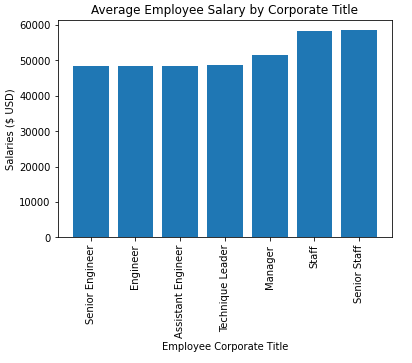 Average Employee Salary by Corporate Title
Salaries ($ USD)
60000
50000
40000
30000
20000
10000
0
Senior Engineer
Engineer
Assistant Engineer
Technique Leader
Manager
Staff
Senior Staff
Employee Corporate Title